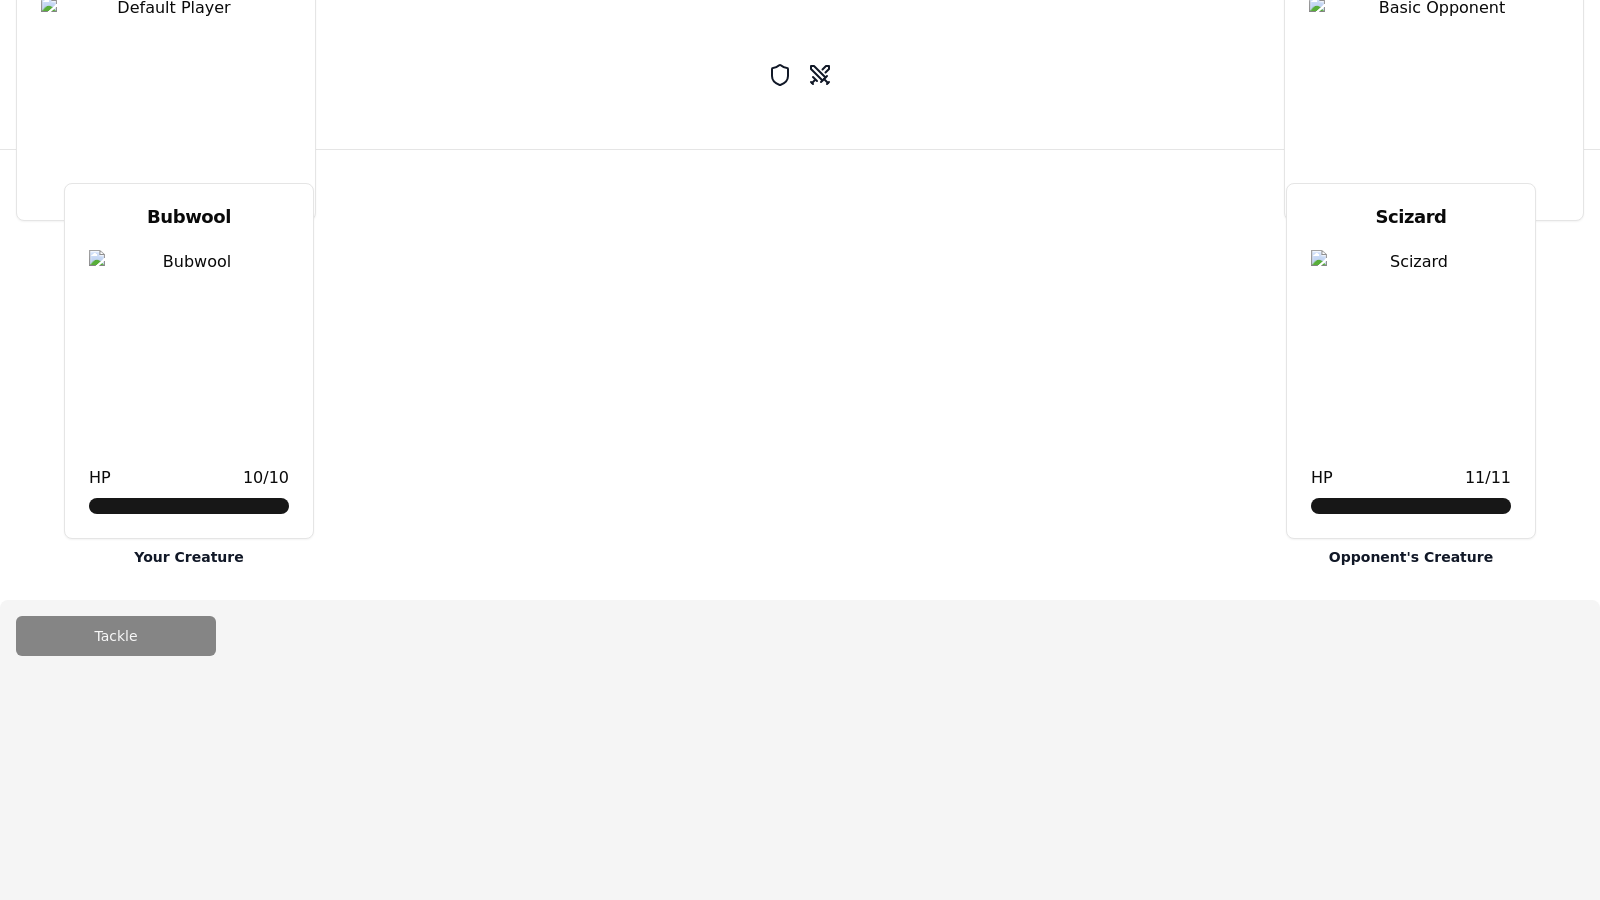 Default Player
Basic Opponent
Bubwool
Bubwool
HP 10/10
Your Creature
Scizard
Scizard
HP 11/11
Opponent's Creature
Tackle